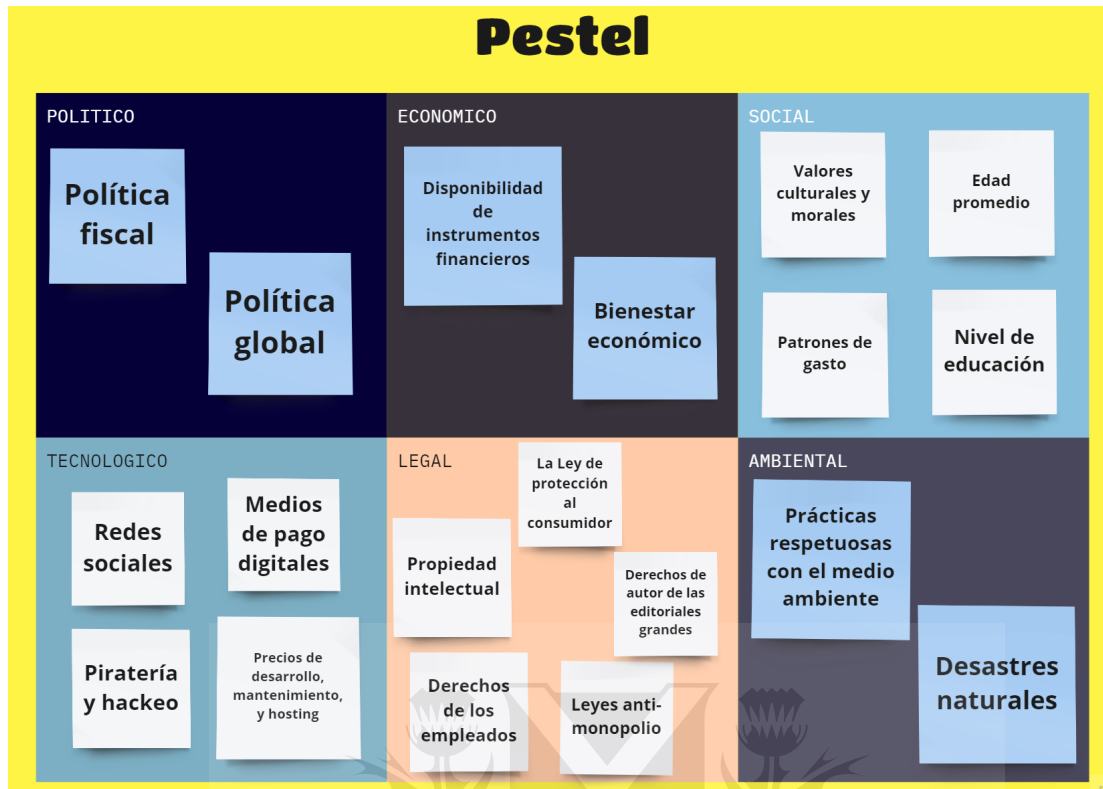 Pestel
POLITICO
Política
fiscal
Política
global
ECONOMICO
Disponibilidad
de
instrumentos
financieros
Bienestar
económico
SOCIAL
Valores
culturales y
morales
Edad
promedio
Patrones de
gasto
Nivel de
educación
TECNOLOGICO
Redes
sociales
Medios
de pago
digitales
Piratería
y hackeo
Precios de
desarrollo,
mantenimiento,
y hosting
LEGAL
La Ley de
protección
al
consumidor
Propiedad
intelectual
Derechos de
autor de las
editoriales
grandes
Derechos
de los
empleados
Leyes anti-
monopolio
AMBIENTAL
Prácticas
respetuosas
con el medio
ambiente
Desastres
naturales